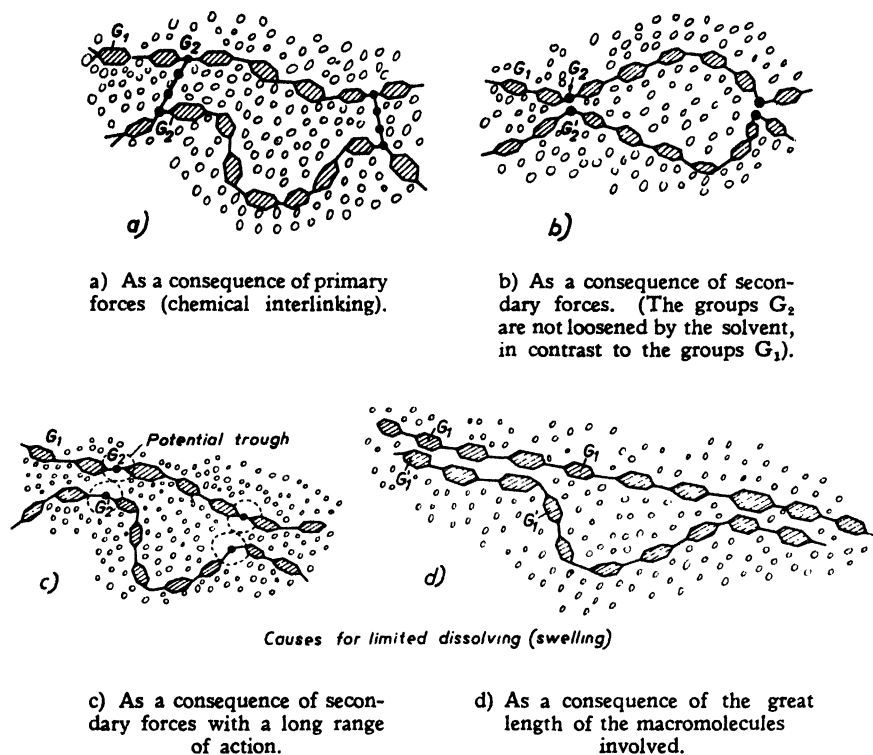 G₁
G₂
c
G₂
a)
G₁
G₂
G₂
b)
a) As a consequence of primary
forces (chemical interlinking).
b) As a consequence of secon-
dary forces. (The groups G₂
are not loosened by the solvent,
in contrast to the groups G₁).
G₁
G₂
Potential trough
G₂
c)
G₁
G₁
G₁
G₁
d)
Causes for limited dissolving (swelling)
c) As a consequence of secon-
dary forces with a long range
of action.
d) As a consequence of the great
length of the macromolecules
involved.